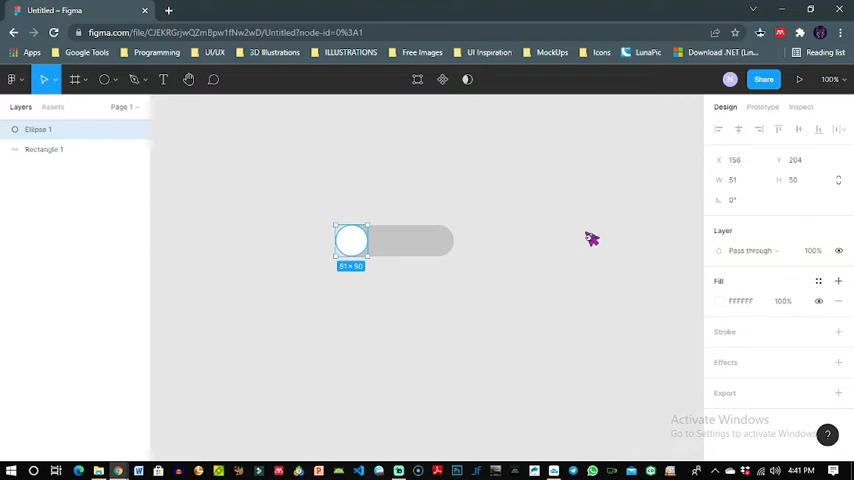 Untitled – Figma
figma.com/file/CJEKRGrjwQZmBpw1fNw2wD/Untitled?node-id=0%3A1
Apps Google Tools Programming UI/UX 3D Illustrations ILLUSTRATIONS Free Images UI Inspiration MockUps Icons LunaPic Download .NET (Lin... Reading list
N Share 100%
Layers Assets Page 1 Design Prototype Inspect
Ellipse 1
Rectangle 1
X 156 Y 204
W 51 H 50
0°
Layer
Pass through 100%
Fill
FFFFFF 100%
Stroke
Effects
Export
51 × 50
Activate Windows
Go to Settings to activate Windows.
?
4:41 PM